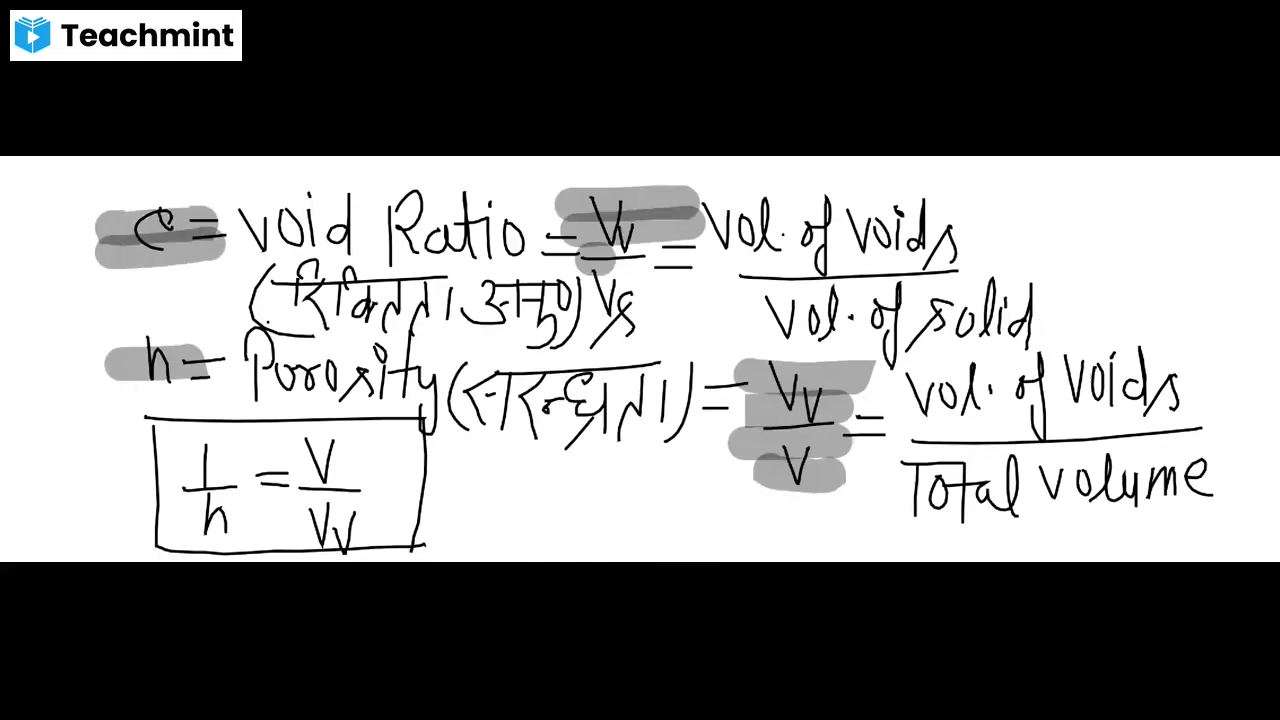 Teachmint
e = Void Ratio = Vv/Vs = Vol. of Voids / Vol. of solid
(रिक्तता अनु०)
n = Porosity (सरन्ध्रता) = Vv/V = Vol. of Voids / Total Volume
1/n = V/Vv